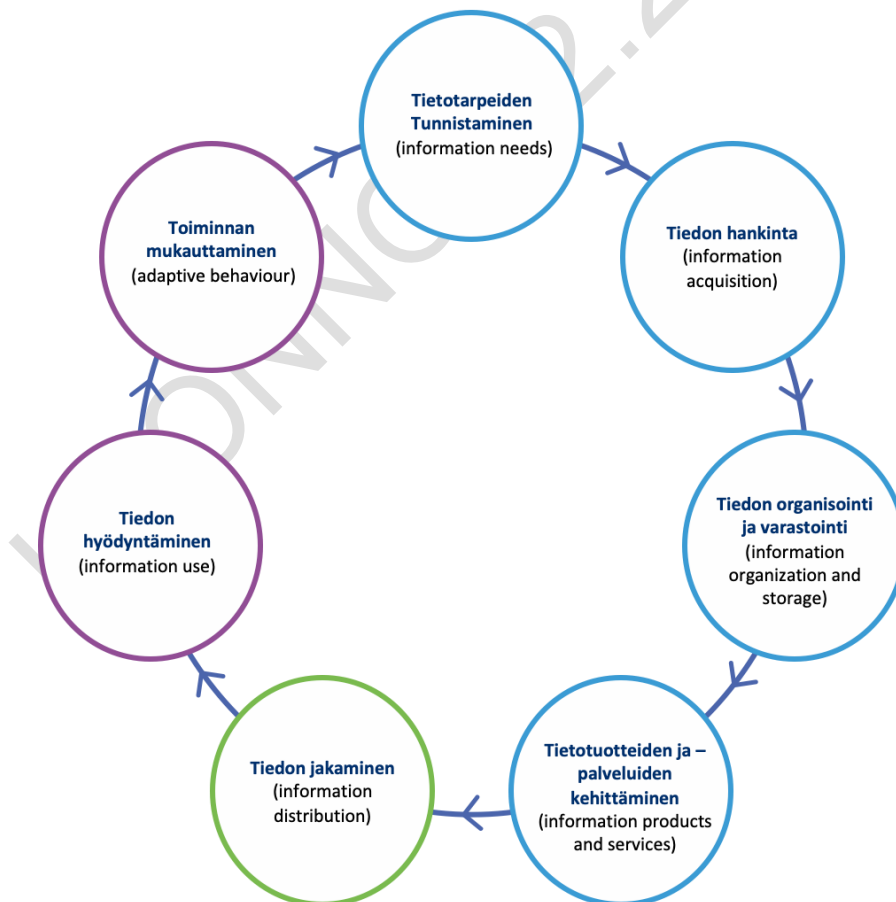 Tietotarpeiden
Tunnistaminen
(information needs)
Tiedon hankinta
(information
acquisition)
Tiedon organisointi
ja varastointi
(information
organization and
storage)
Tietotuotteiden ja –
palveluiden
kehittäminen
(information products
and services)
Tiedon jakaminen
(information
distribution)
Tiedon
hyödyntäminen
(information use)
Toiminnan
mukauttaminen
(adaptive behaviour)